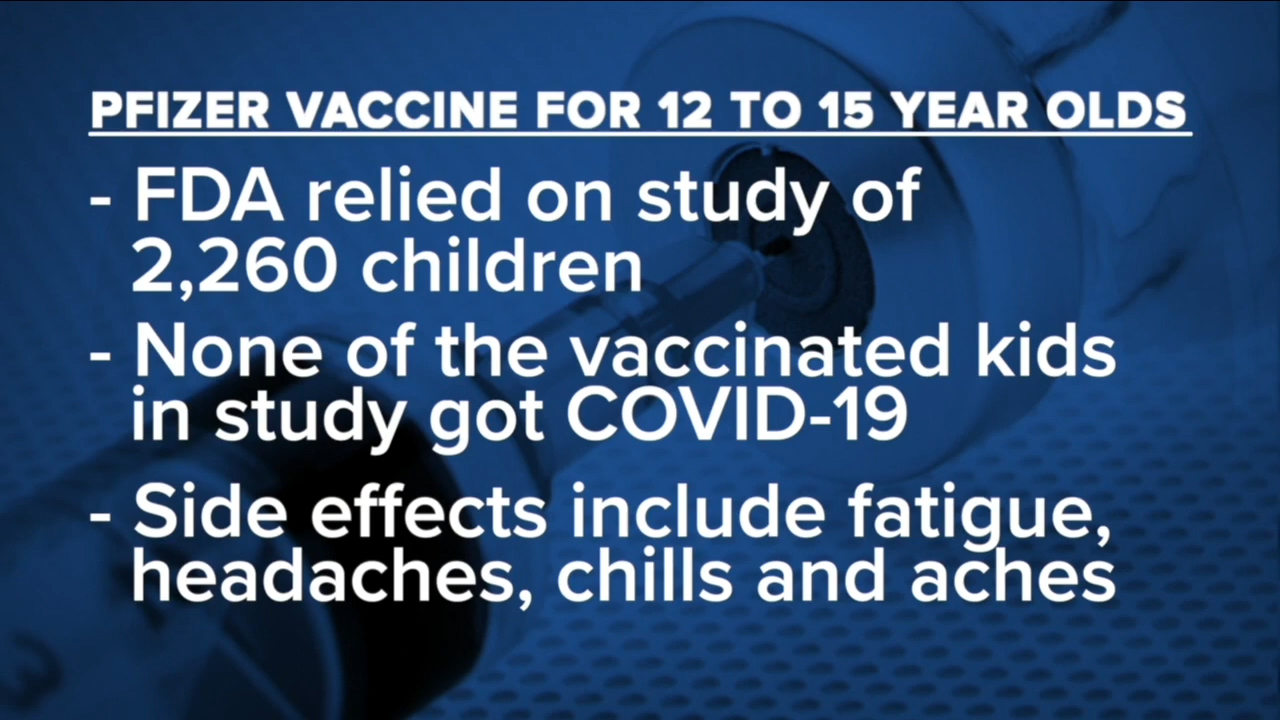 PFIZER VACCINE FOR 12 TO 15 YEAR OLDS
- FDA relied on study of
2,260 children
- None of the vaccinated kids
in study got COVID-19
- Side effects include fatigue,
headaches, chills and aches